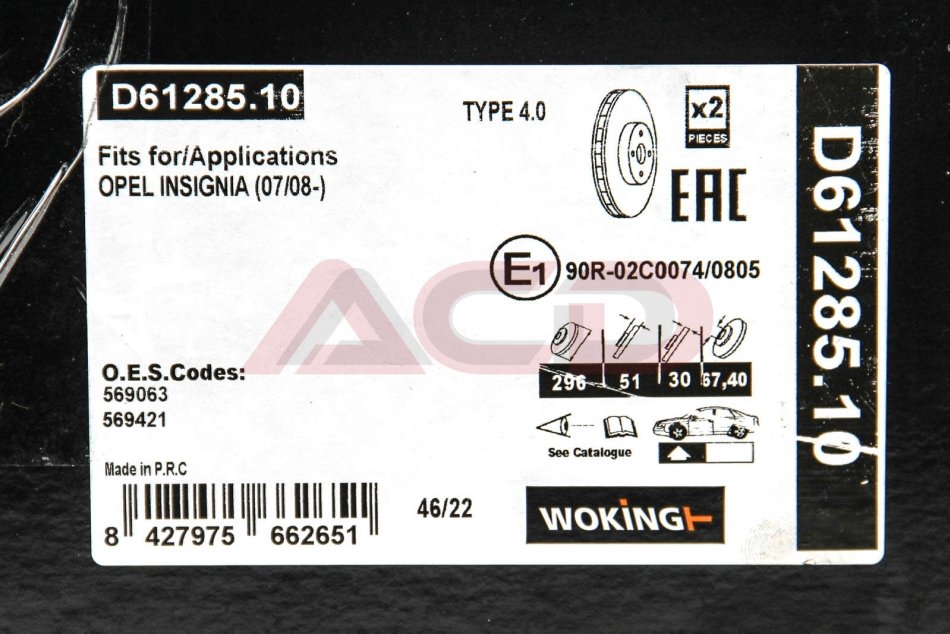 D61285.10
TYPE 4.0
x2
PIECES
Fits for/Applications
OPEL INSIGNIA (07/08-)
EAC
E1 90R-02C0074/0805
ACD
296 51 30 67,40
O.E.S.Codes:
569063
569421
See Catalogue
Made in P.R.C
8 427975 662651
46/22
WOKING
D61285.10